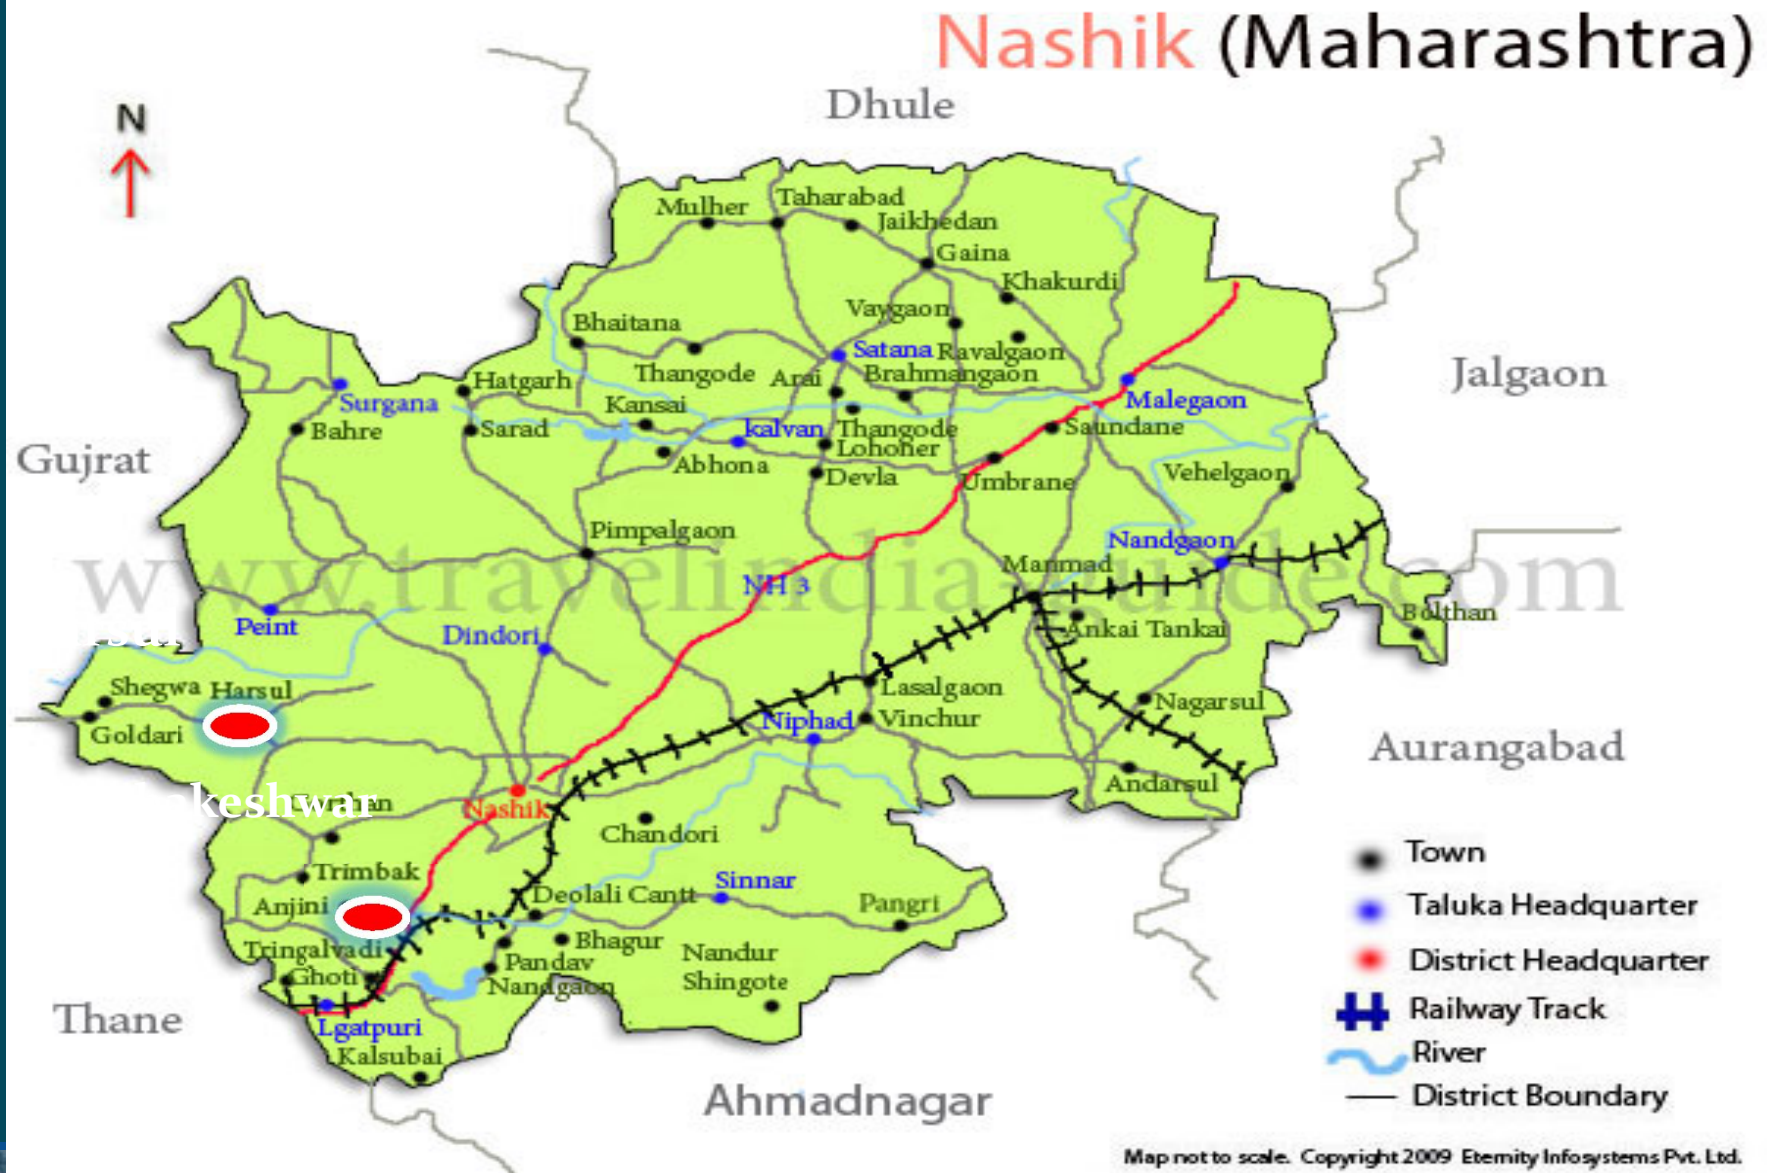 Nashik (Maharashtra)
Dhule
N
Taharabad
Mulher
Jaikhedan
Gaina
Khakurdi
Vaygaon
Bhaitana
Satana
Ravalgaon
Thangode
Arai
Brahmangaon
Jalgaon
Hatgarh
Surgana
Kansai
Malegaon
Bahre
Sarad
kalvan
Thangode
Saundane
Gujrat
Abhona
Lohoner
Devla
Umbrane
Vehelgaon
Pimpalgaon
Nandgaon
www.travelindia-guide.com
Manmad
NH 3
Bolthan
Peint
Dindori
Ankai Tankai
Shegwa
Harsul
Lasalgaon
Nagarsul
Goldari
Niphad
Vinchur
Aurangabad
Andarsul
keshwar
Nashik
Chandori
Town
Trimbak
Sinnar
Deolali Cantt
Anjini
Pangri
Taluka Headquarter
Tringalvadi
Bhagur
Nandur
Shingote
Pandav
Ghoti
Nandgaon
District Headquarter
Thane
Lgatpuri
Railway Track
Kalsubai
River
Ahmadnagar
District Boundary
Map not to scale. Copyright 2009 Eternity Infosystems Pvt. Ltd.